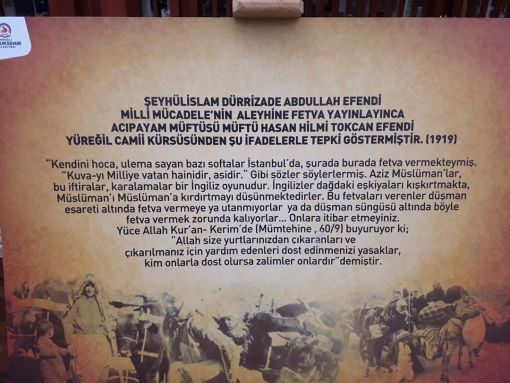 ŞEYHÜLİSLAM DÜRRİZADE ABDULLAH EFENDİ
MİLLİ MÜCADELE'NİN ALEYHİNE FETVA YAYINLAYINCA
ACIPAYAM MÜFTÜSÜ MÜFTÜ HASAN HİLMİ TOKCAN EFENDİ
YÜREĞİL CAMİİ KÜRSÜSÜNDEN ŞU İFADELERLE TEPKİ GÖSTERMİŞTİR. (1919)
"Kendini hoca, ulema sayan bazı softalar İstanbul'da, şurada burada fetva vermekteymiş.
"Kuva-yı Milliye vatan hainidir, asidir." Gibi sözler söylerlermiş. Aziz Müslüman'lar,
bu iftiralar, karalamalar bir İngiliz oyunudur. İngilizler dağdaki eşkiyaları kışkırtmakta,
Müslüman'ı Müslüman'a kırdırtmayı düşünmektedirler. Bu fetvaları verenler düşman
esareti altında fetva vermeye ya utanmıyorlar ya da düşman süngüsü altında böyle
fetva vermek zorunda kalıyorlar... Onlara itibar etmeyiniz.
Yüce Allah Kur'an- Kerim'de (Mümtehine , 60/9) buyuruyor ki;
"Allah size yurtlarınızdan çıkaranları ve
çıkarılmanız için yardım edenleri dost edinmenizi yasaklar,
kim onlarla dost olursa zalimler onlardır"demiştir.